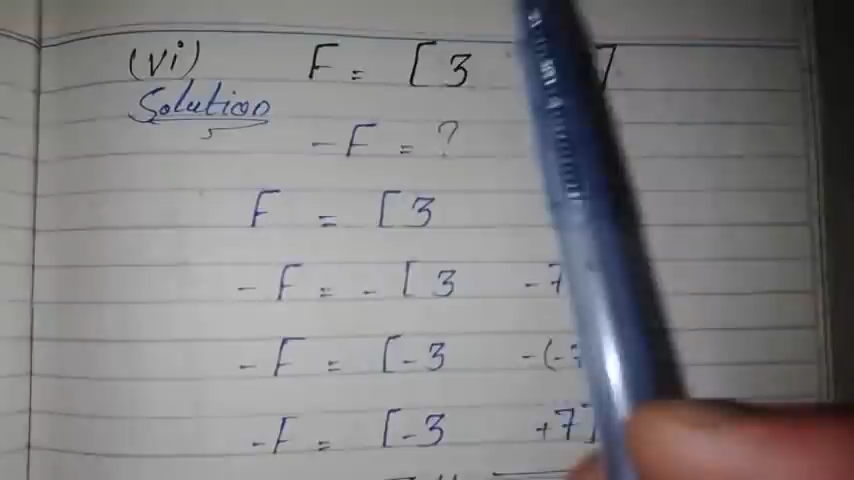 (vi) F = [ 3 ]
Solution
-F = ?
F = [ 3
-F = - [ 3 -7
-F = [ -3 -(-7
-F = [ -3 +7]